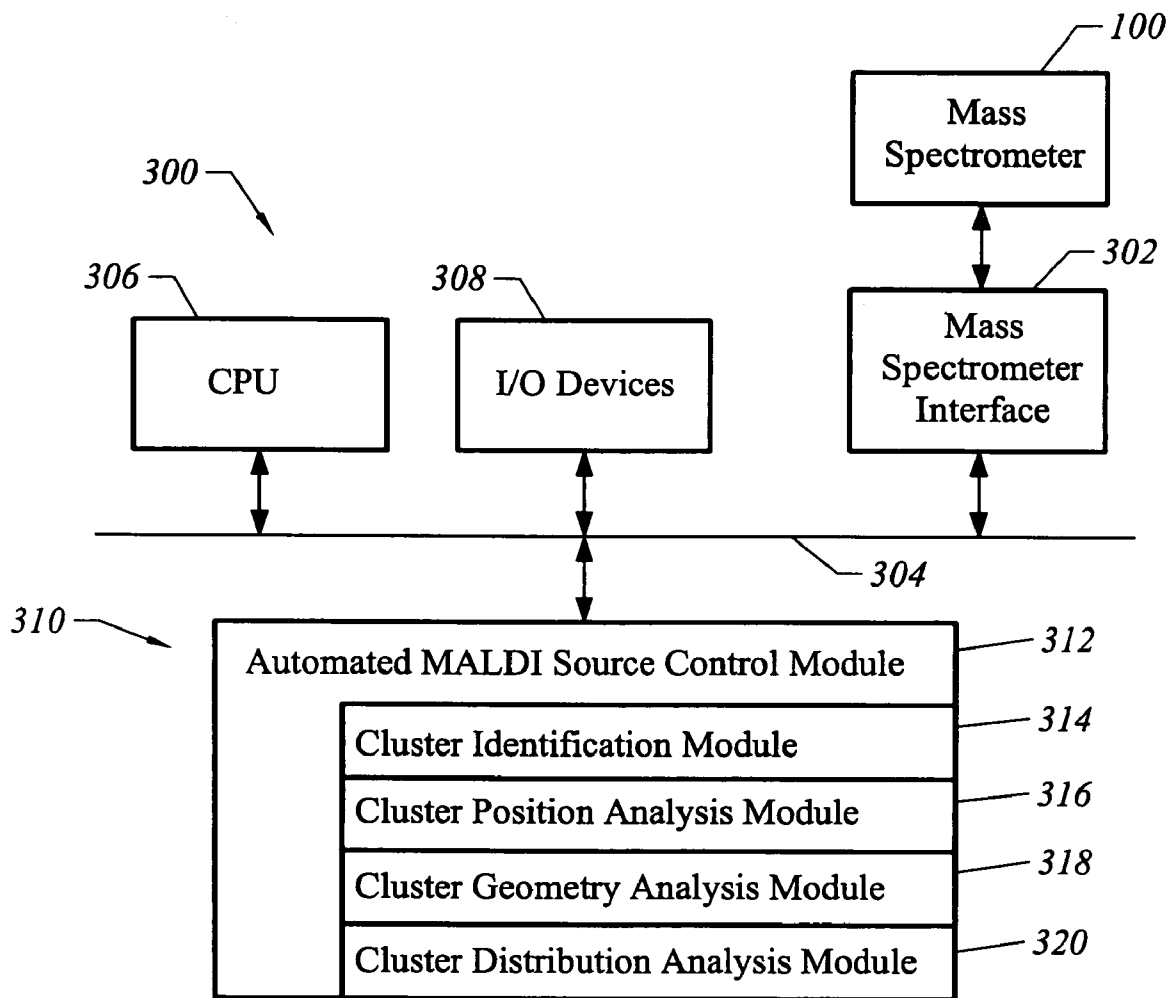 100
Mass
Spectrometer
300
302
306
308
CPU
I/O Devices
Mass
Spectrometer
Interface
304
310
312
Automated MALDI Source Control Module
314
Cluster Identification Module
316
Cluster Position Analysis Module
318
Cluster Geometry Analysis Module
320
Cluster Distribution Analysis Module